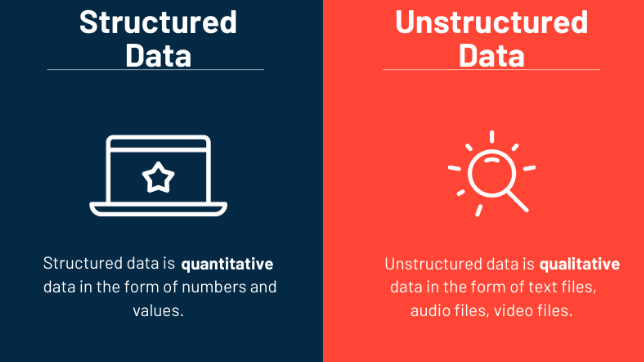 Structured
Data
Structured data is quantitative
data in the form of numbers and
values.
Unstructured
Data
Unstructured data is qualitative
data in the form of text files,
audio files, video files.